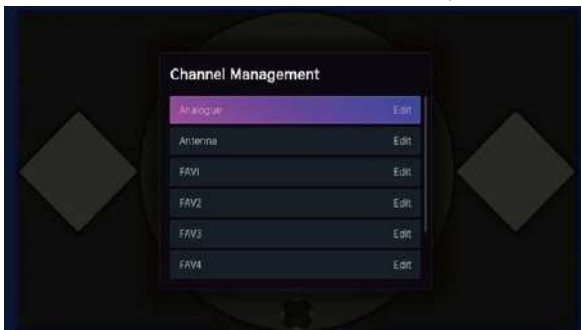 Channel Management
Analogue Edit
Antenna Edit
FAV1 Edit
FAV2 Edit
FAV3 Edit
FAV4 Edit